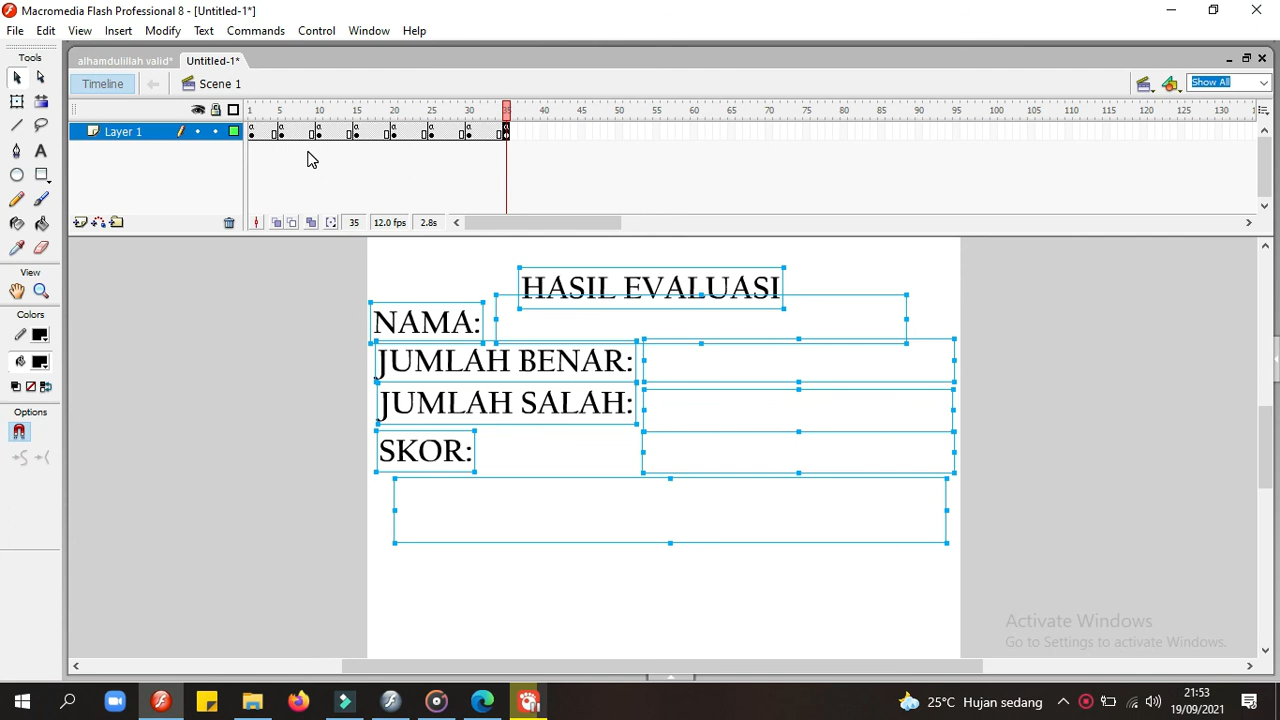 Macromedia Flash Professional 8 - [Untitled-1*]
File Edit View Insert Modify Text Commands Control Window Help
Tools
alhamdulillah valid* Untitled-1*
Timeline Scene 1 Show All
1 5 10 15 20 25 30 40 45 50 55 60 65 70 75 80 85 90 95 100 105 110 115 120 125 130
Layer 1
35 12.0 fps 2.8s
View
Colors
Options
HASIL EVALUASI
NAMA:
JUMLAH BENAR:
JUMLAH SALAH:
SKOR:
Activate Windows
Go to Settings to activate Windows.
25°C Hujan sedang
21:53
19/09/2021